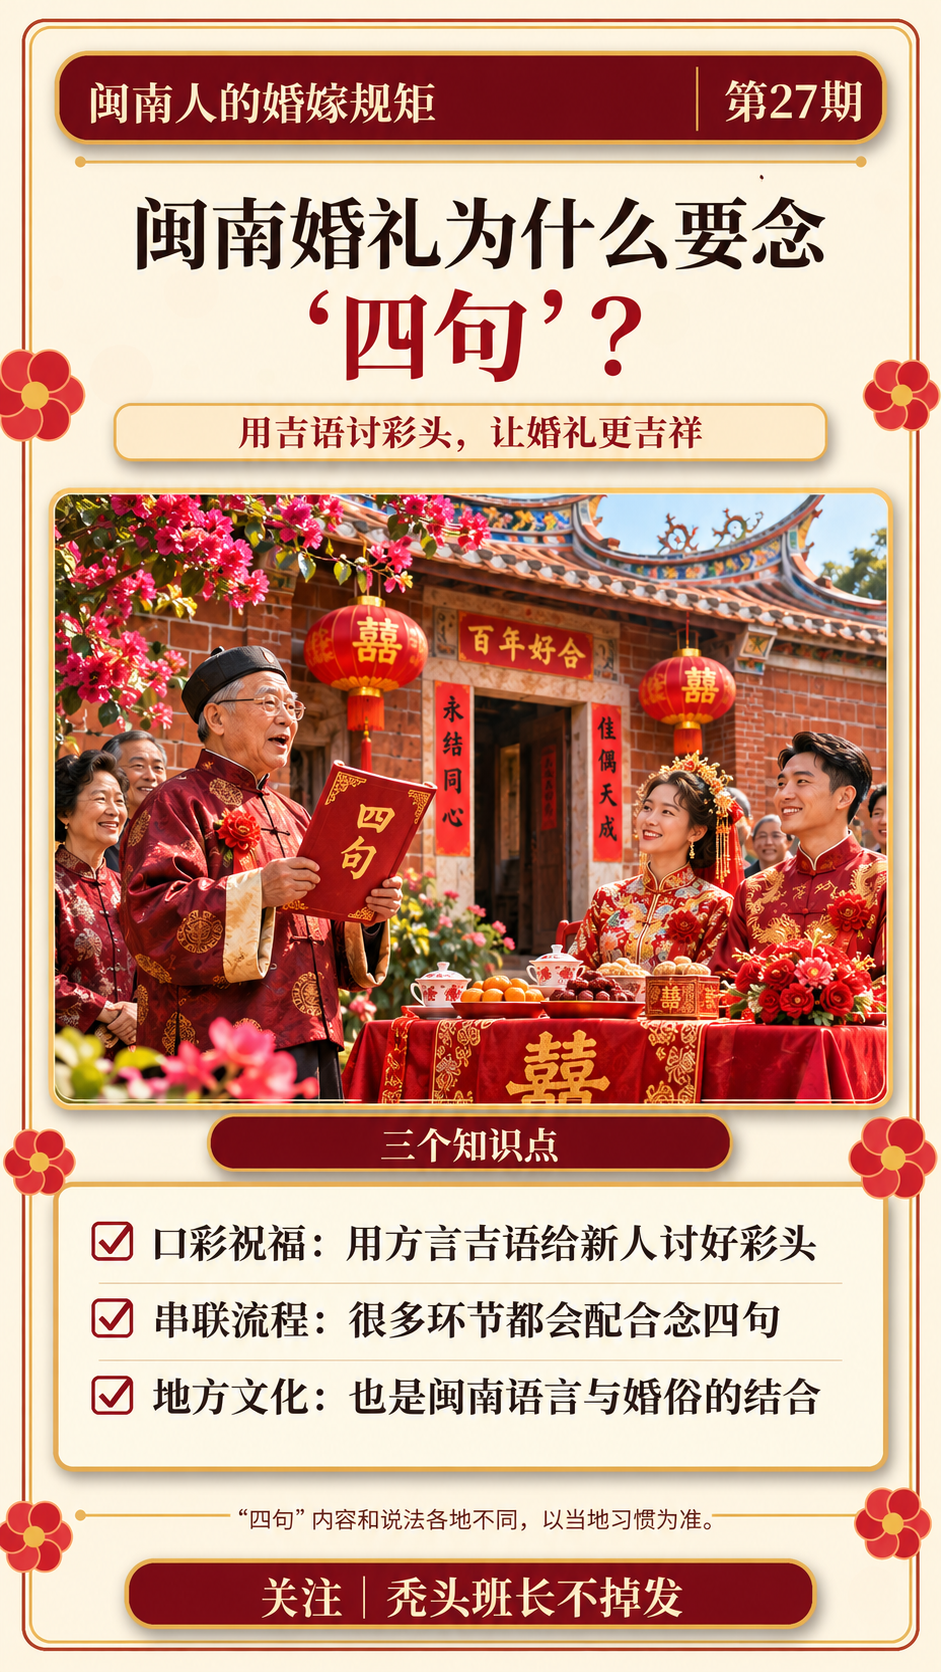 闽南人的婚嫁规矩
第27期
闽南婚礼为什么要念
‘四句’？
用吉语讨彩头，让婚礼更吉祥
囍
百年好合
囍
永结同心
佳偶天成
四句
囍
囍
三个知识点
口彩祝福：用方言吉语给新人讨好彩头
串联流程：很多环节都会配合念四句
地方文化：也是闽南语言与婚俗的结合
“四句”内容和说法各地不同，以当地习惯为准。
关注｜秃头班长不掉发